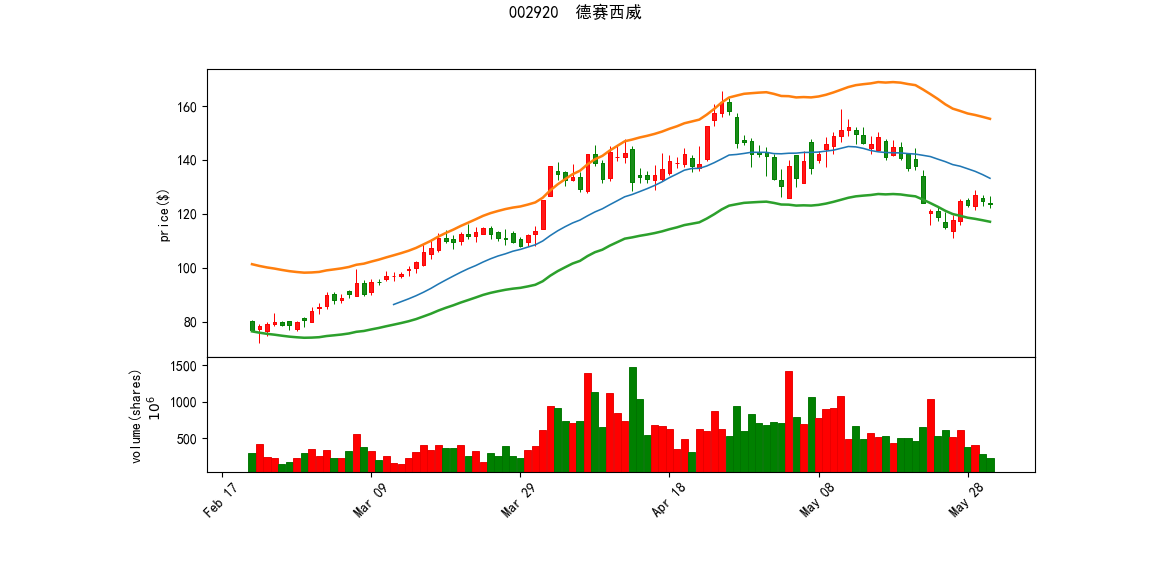 002920 德赛西威
price($)
160
140
120
100
80
volume(shares)
10^6
1500
1000
500
Feb 17
Mar 09
Mar 29
Apr 18
May 08
May 28